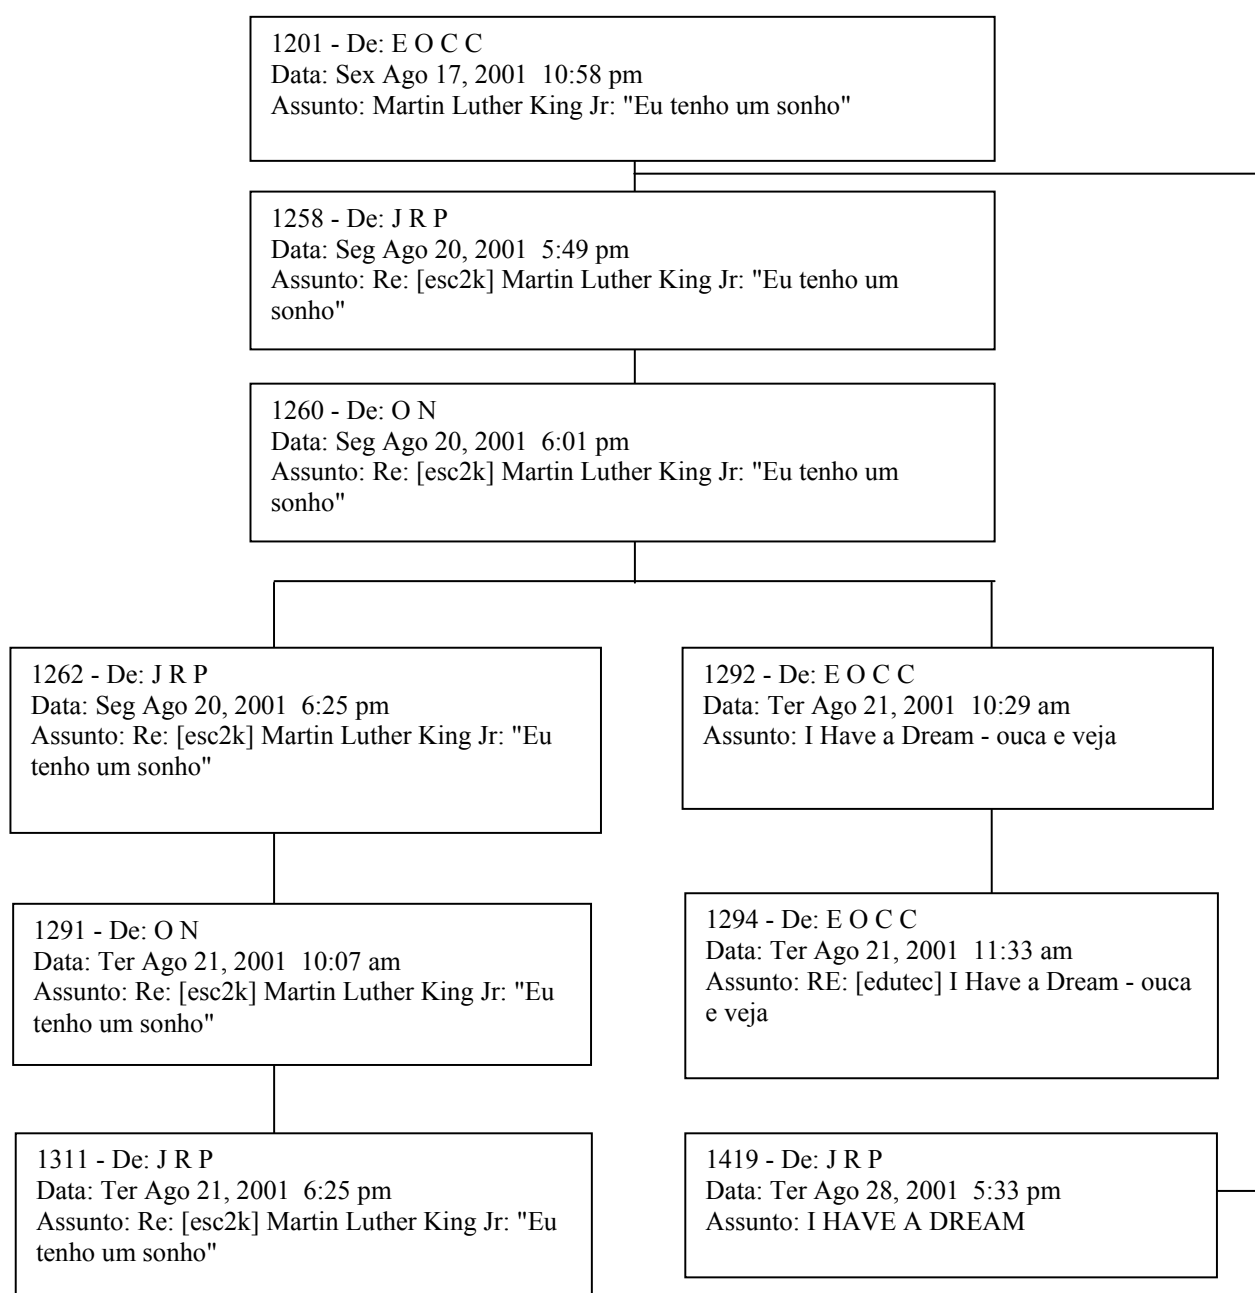 1201 - De: E O C C
Data: Sex Ago 17, 2001  10:58 pm
Assunto: Martin Luther King Jr: "Eu tenho um sonho"
1258 - De: J R P
Data: Seg Ago 20, 2001  5:49 pm
Assunto: Re: [esc2k] Martin Luther King Jr: "Eu tenho um
sonho"
1260 - De: O N
Data: Seg Ago 20, 2001  6:01 pm
Assunto: Re: [esc2k] Martin Luther King Jr: "Eu tenho um
sonho"
1262 - De: J R P
Data: Seg Ago 20, 2001  6:25 pm
Assunto: Re: [esc2k] Martin Luther King Jr: "Eu
tenho um sonho"
1292 - De: E O C C
Data: Ter Ago 21, 2001  10:29 am
Assunto: I Have a Dream - ouca e veja
1291 - De: O N
Data: Ter Ago 21, 2001  10:07 am
Assunto: Re: [esc2k] Martin Luther King Jr: "Eu
tenho um sonho"
1294 - De: E O C C
Data: Ter Ago 21, 2001  11:33 am
Assunto: RE: [edutec] I Have a Dream - ouca
e veja
1311 - De: J R P
Data: Ter Ago 21, 2001  6:25 pm
Assunto: Re: [esc2k] Martin Luther King Jr: "Eu
tenho um sonho"
1419 - De: J R P
Data: Ter Ago 28, 2001  5:33 pm
Assunto: I HAVE A DREAM